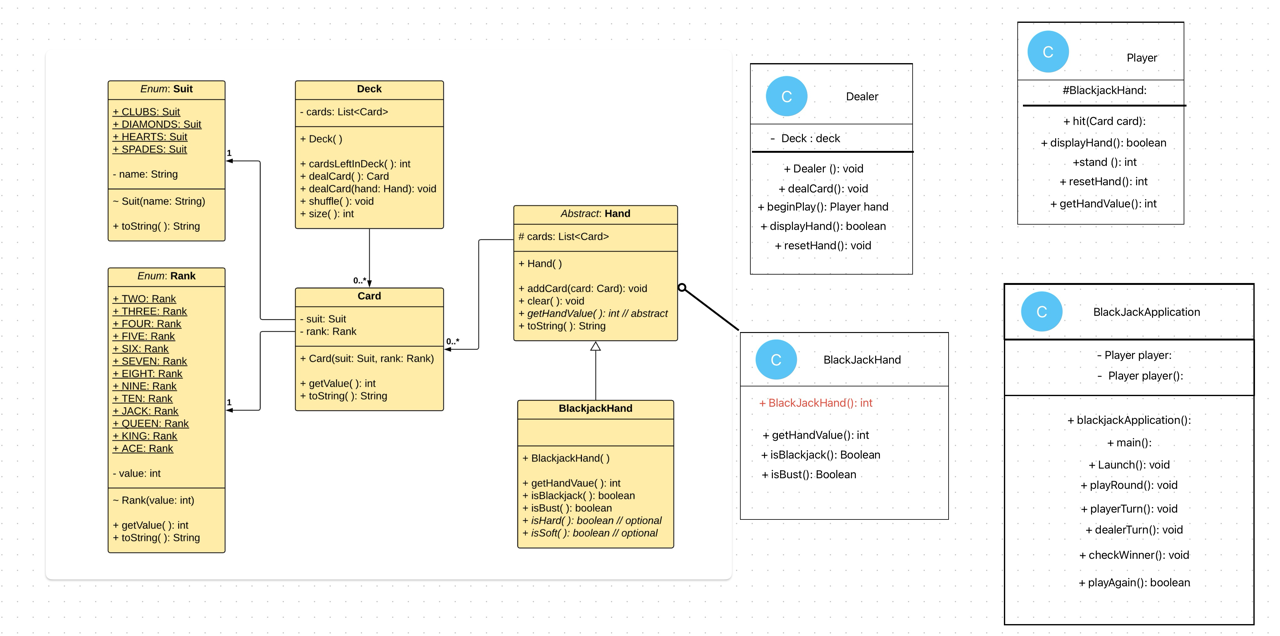 Enum: Suit
+ CLUBS: Suit
+ DIAMONDS: Suit
+ HEARTS: Suit
+ SPADES: Suit
- name: String
~ Suit(name: String)
+ toString( ): String
1
Enum: Rank
+ TWO: Rank
+ THREE: Rank
+ FOUR: Rank
+ FIVE: Rank
+ SIX: Rank
+ SEVEN: Rank
+ EIGHT: Rank
+ NINE: Rank
+ TEN: Rank
+ JACK: Rank
+ QUEEN: Rank
+ KING: Rank
+ ACE: Rank
- value: int
~ Rank(value: int)
+ getValue( ): int
+ toString( ): String
1
Deck
- cards: List<Card>
+ Deck( )
+ cardsLeftInDeck( ): int
+ dealCard( ): Card
+ dealCard(hand: Hand): void
+ shuffle( ): void
+ size( ): int
0..*
Card
- suit: Suit
- rank: Rank
+ Card(suit: Suit, rank: Rank)
+ getValue( ): int
+ toString( ): String
0..*
Abstract: Hand
# cards: List<Card>
+ Hand( )
+ addCard(card: Card): void
+ clear( ): void
+ getHandValue( ): int // abstract
+ toString( ): String
BlackjackHand
+ BlackjackHand( )
+ getHandVaue( ): int
+ isBlackjack( ): boolean
+ isBust( ): boolean
+ isHard( ): boolean // optional
+ isSoft( ): boolean // optional
C
Dealer
- Deck : deck
+ Dealer (): void
+ dealCard(): void
+ beginPlay(): Player hand
+ displayHand(): boolean
+ resetHand(): void
C
BlackJackHand
+ BlackJackHand(): int
+ getHandValue(): int
+ isBlackjack(): Boolean
+ isBust(): Boolean
C
Player
#BlackjackHand:
+ hit(Card card):
+ displayHand(): boolean
+stand (): int
+ resetHand(): int
+ getHandValue(): int
C
BlackJackApplication
- Player player:
- Player player():
+ blackjackApplication():
+ main():
+ Launch(): void
+ playRound(): void
+ playerTurn(): void
+ dealerTurn(): void
+ checkWinner(): void
+ playAgain(): boolean